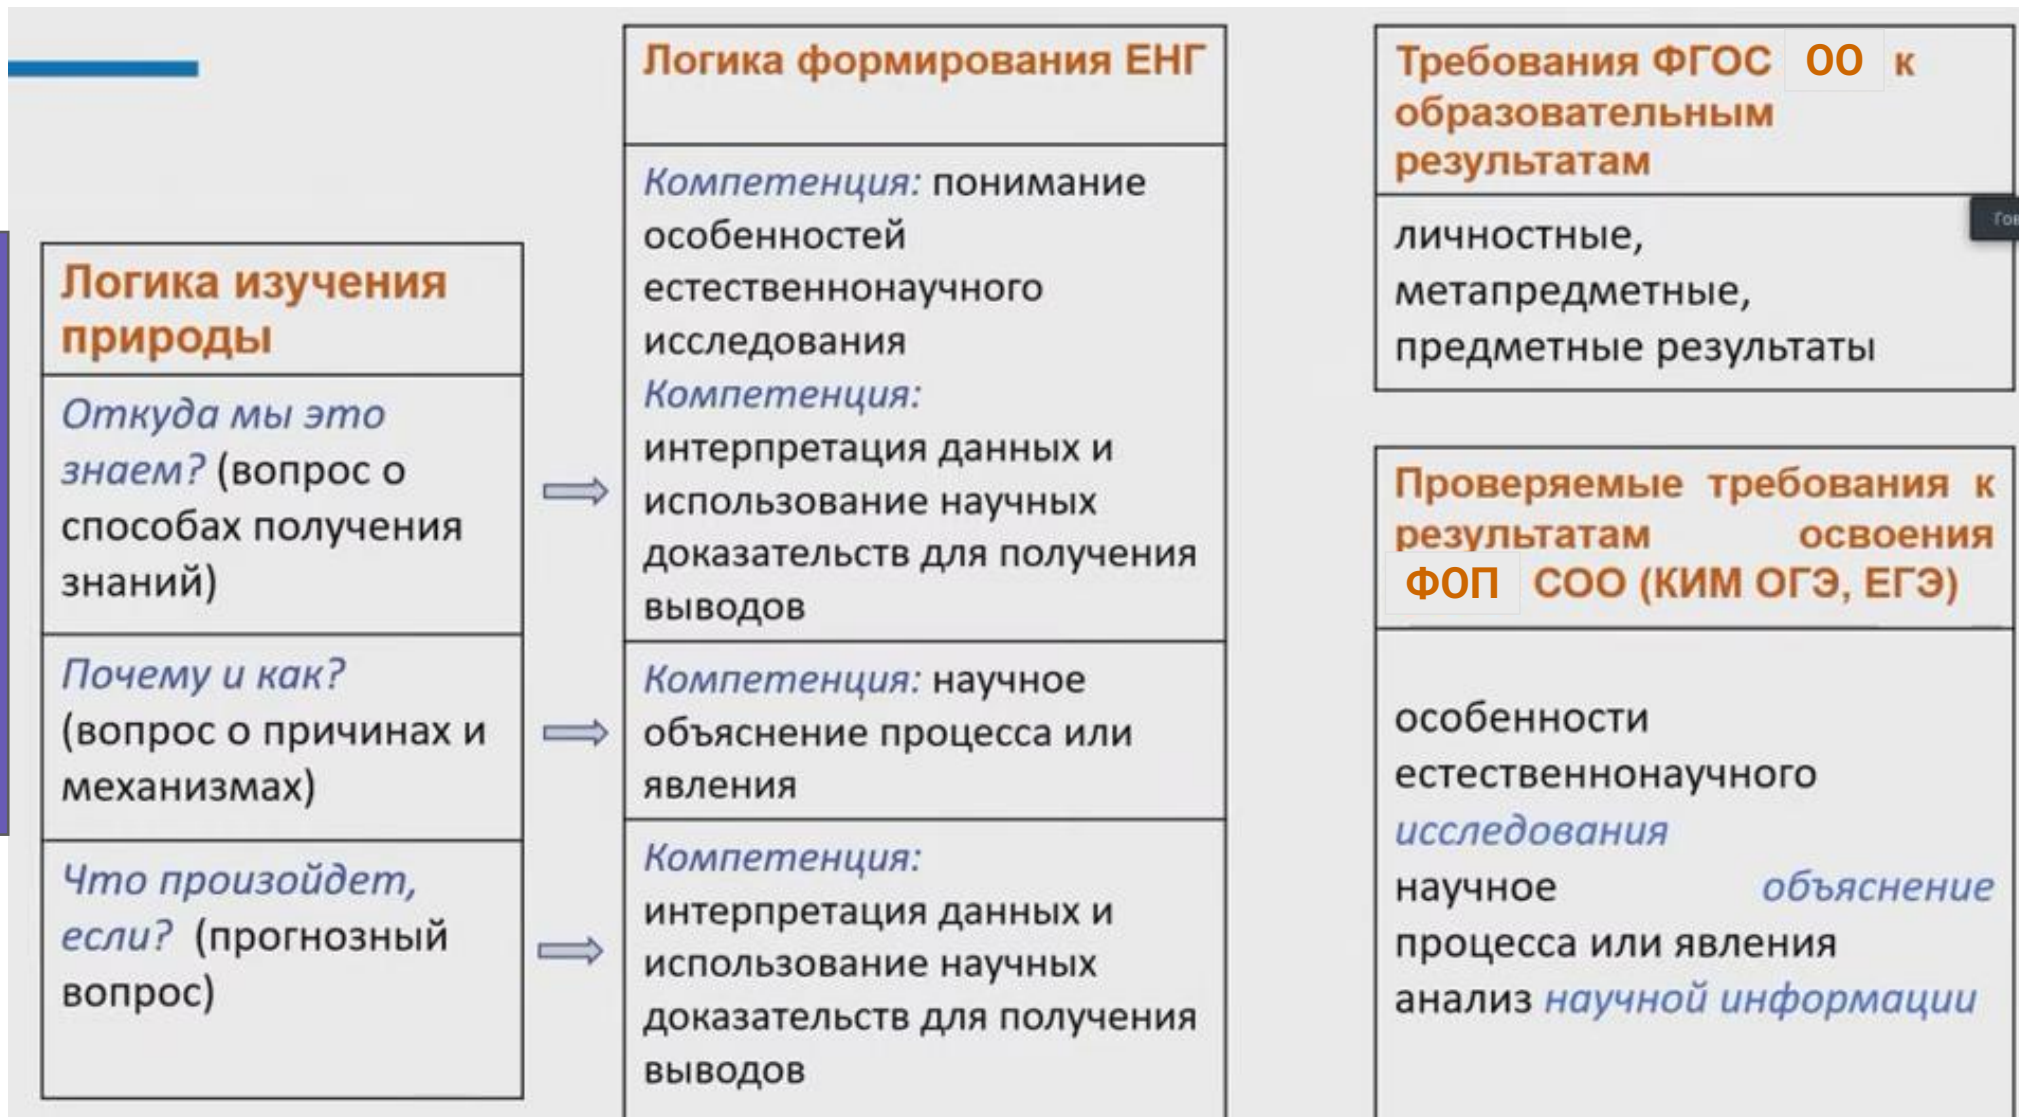 Логика изучения
природы
Откуда мы это
знаем? (вопрос о
способах получения
знаний)
Почему и как?
(вопрос о причинах и
механизмах)
Что произойдет,
если? (прогнозный
вопрос)
Логика формирования ЕНГ
Компетенция: понимание
особенностей
естественнонаучного
исследования
Компетенция:
интерпретация данных и
использование научных
доказательств для получения
выводов
Компетенция: научное
объяснение процесса или
явления
Компетенция:
интерпретация данных и
использование научных
доказательств для получения
выводов
Требования ФГОС ОО к
образовательным
результатам
личностные,
метапредметные,
предметные результаты
Проверяемые требования к
результатам освоения
ФОП СОО (КИМ ОГЭ, ЕГЭ)
особенности
естественнонаучного
исследования
научное объяснение
процесса или явления
анализ научной информации